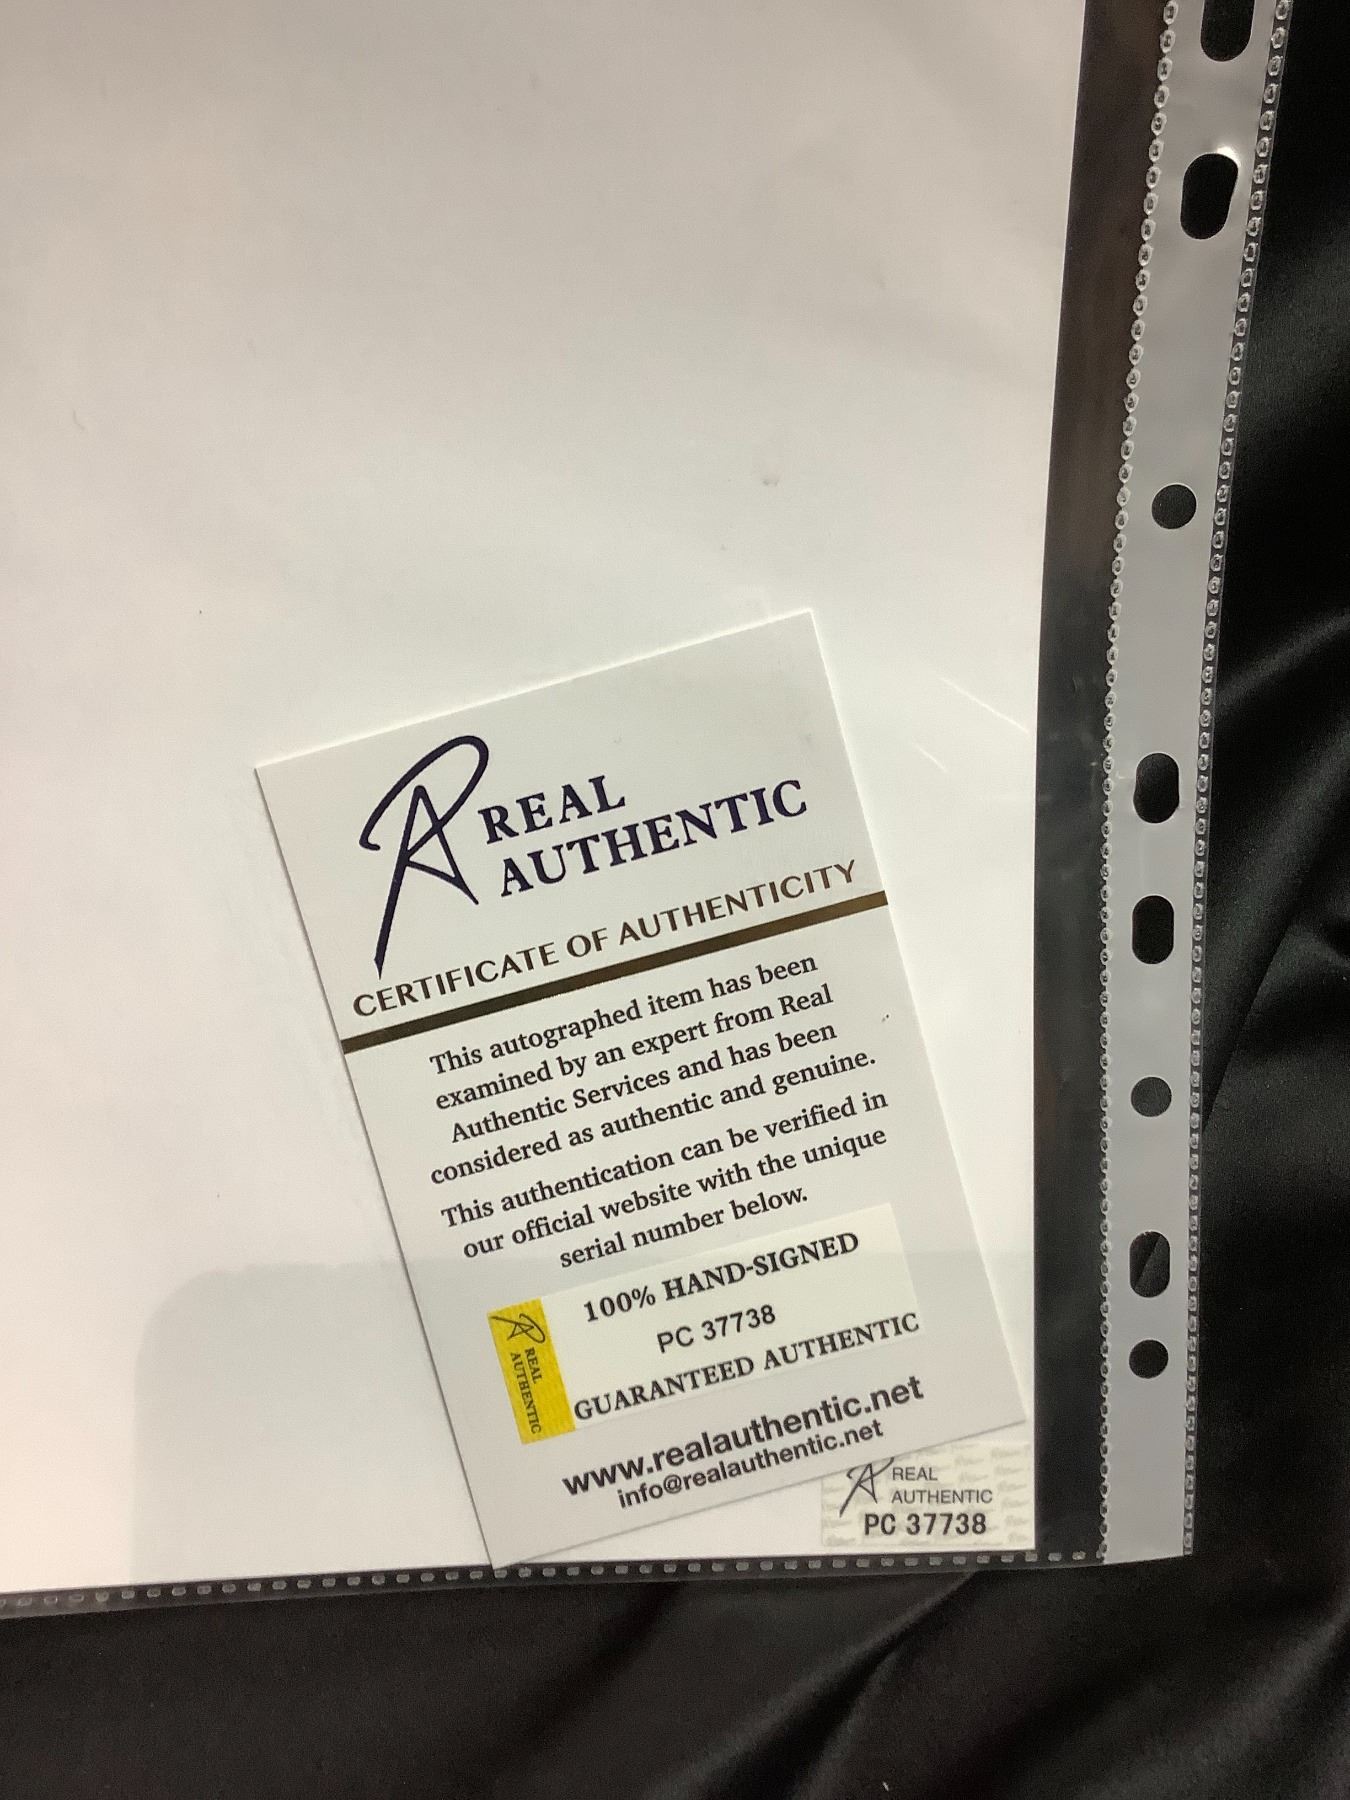 REAL
AUTHENTIC
CERTIFICATE OF AUTHENTICITY
This autographed item has been
examined by an expert from Real
Authentic Services and has been
considered as authentic and genuine.
This authentication can be verified in
our official website with the unique
serial number below.
100% HAND-SIGNED
PC 37738
GUARANTEED AUTHENTIC
REAL
AUTHENTIC
www.realauthentic.net
info@realauthentic.net
REAL
AUTHENTIC
PC 37738